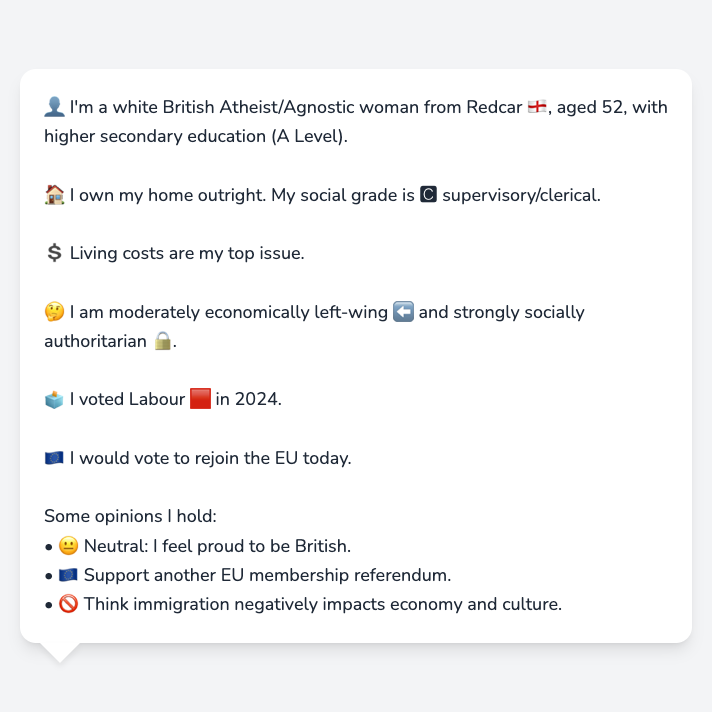 👤 I'm a white British Atheist/Agnostic woman from Redcar 🏴󠁧󠁢󠁥󠁮󠁧󠁿, aged 52, with
higher secondary education (A Level).
🏠 I own my home outright. My social grade is 🅲 supervisory/clerical.
💲 Living costs are my top issue.
🤔 I am moderately economically left-wing ⬅️ and strongly socially
authoritarian 🔒.
🗳️ I voted Labour 🟥 in 2024.
🇪🇺 I would vote to rejoin the EU today.
Some opinions I hold:
• 😐 Neutral: I feel proud to be British.
• 🇪🇺 Support another EU membership referendum.
• 🚫 Think immigration negatively impacts economy and culture.